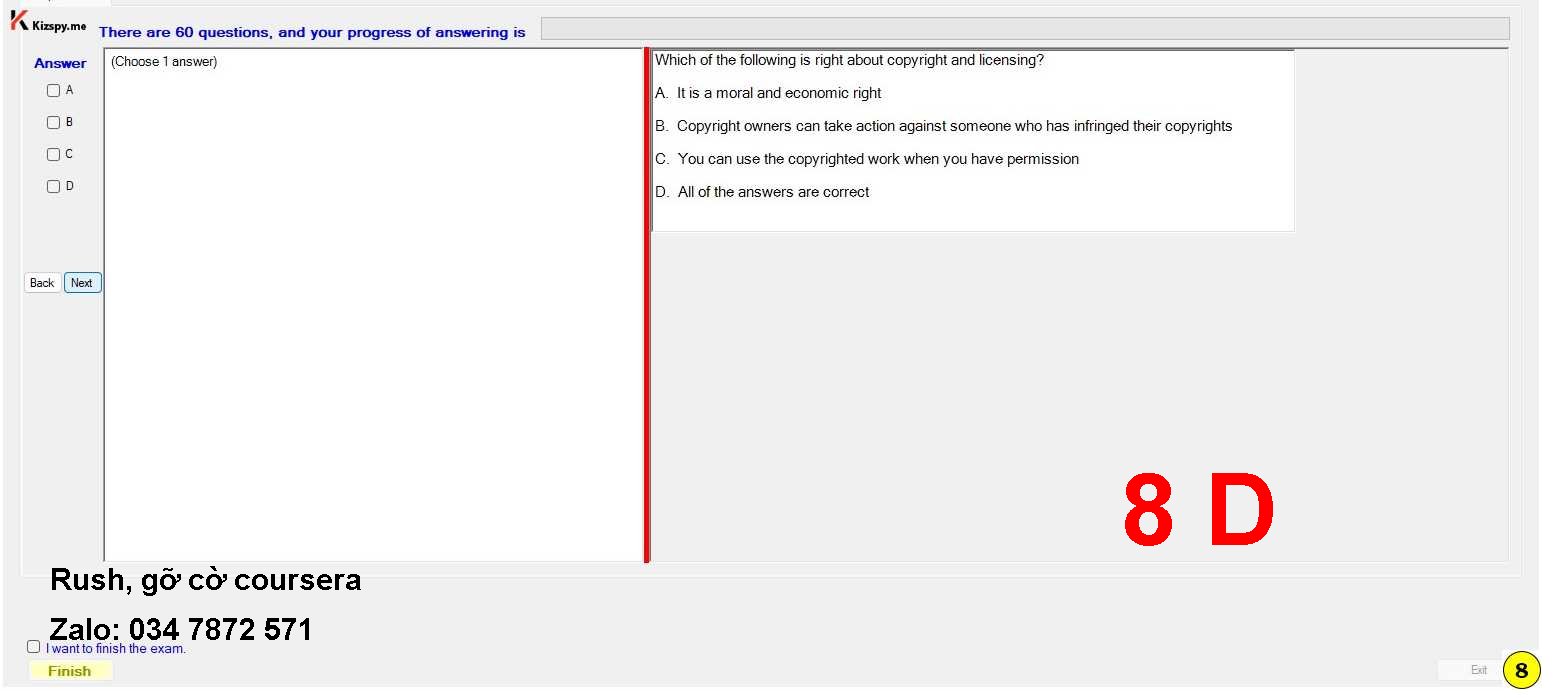 Kizspy.me
There are 60 questions, and your progress of answering is
Answer
A
B
C
D
Back Next
(Choose 1 answer)
Which of the following is right about copyright and licensing?
A. It is a moral and economic right
B. Copyright owners can take action against someone who has infringed their copyrights
C. You can use the copyrighted work when you have permission
D. All of the answers are correct
8 D
Rush, gỡ cờ coursera
Zalo: 034 7872 571
I want to finish the exam.
Finish
Exit
8